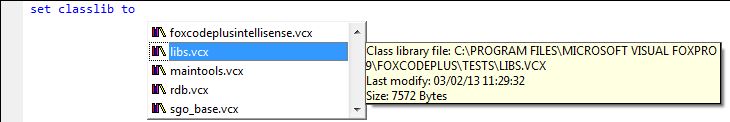 set classlib to
foxcodeplusintellisense.vcx
libs.vcx
maintools.vcx
rdb.vcx
sgo_base.vcx
Class library file: C:\PROGRAM FILES\MICROSOFT VISUAL FOXPRO
9\FOXCODEPLUS\TESTS\LIBS.VCX
Last modify: 03/02/13 11:29:32
Size: 7572 Bytes